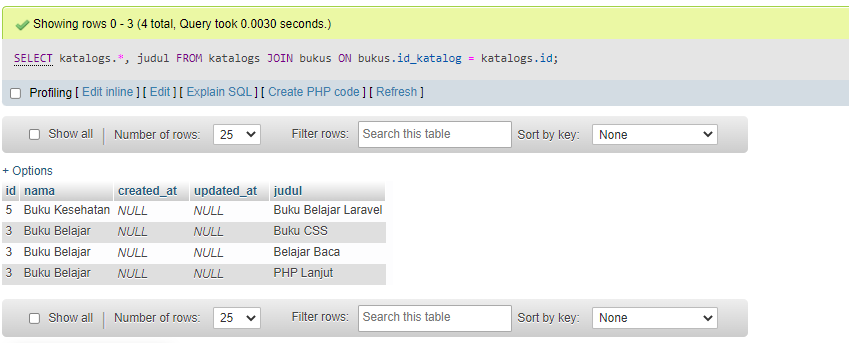 Showing rows 0 - 3 (4 total, Query took 0.0030 seconds.)
SELECT katalogs.*, judul FROM katalogs JOIN bukus ON bukus.id_katalog = katalogs.id;
Profiling [ Edit inline ] [ Edit ] [ Explain SQL ] [ Create PHP code ] [ Refresh ]
Show all Number of rows: 25 Filter rows: Search this table Sort by key: None
+ Options
id nama created_at updated_at judul
5 Buku Kesehatan NULL NULL Buku Belajar Laravel
3 Buku Belajar NULL NULL Buku CSS
3 Buku Belajar NULL NULL Belajar Baca
3 Buku Belajar NULL NULL PHP Lanjut
Show all Number of rows: 25 Filter rows: Search this table Sort by key: None